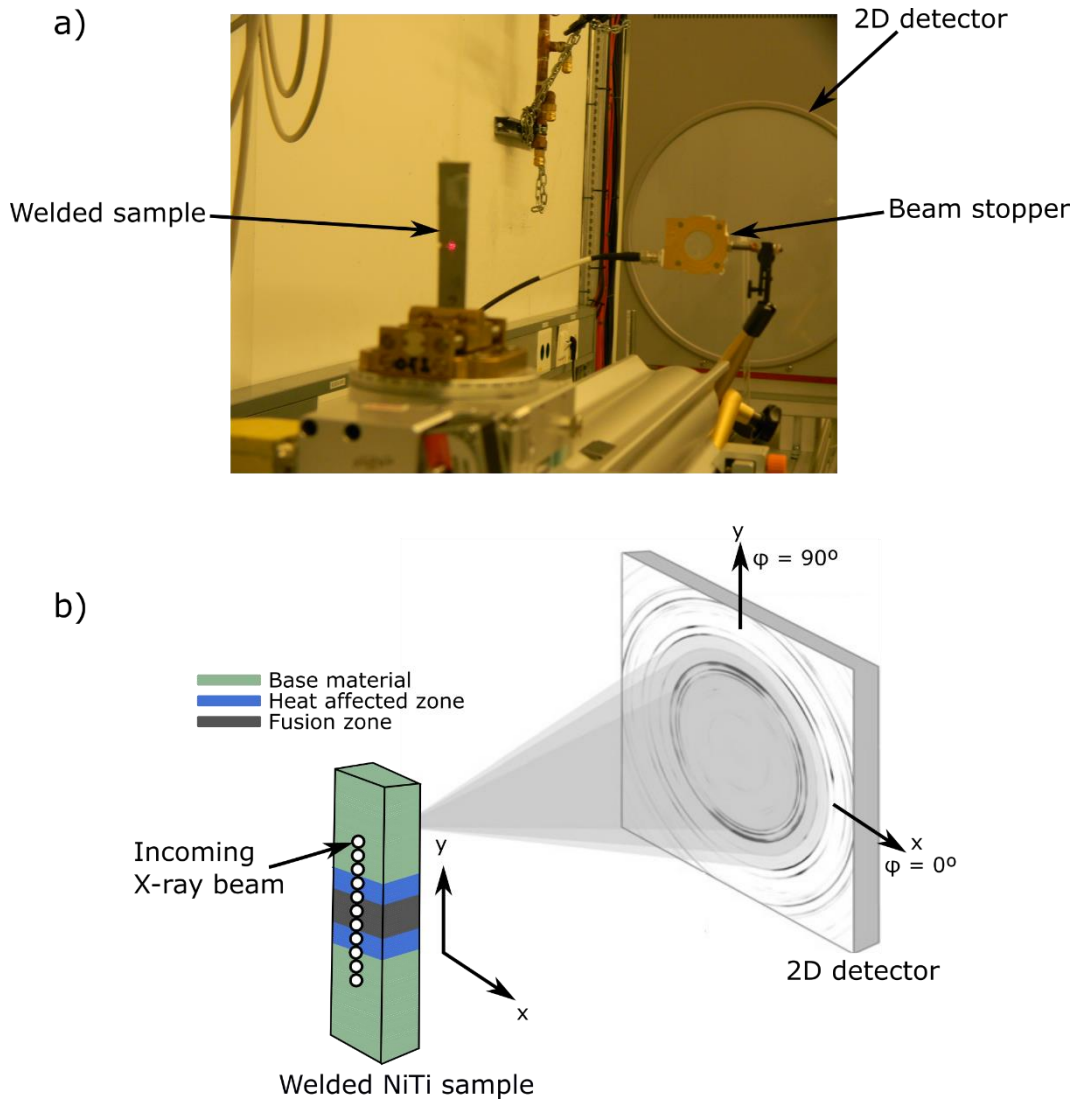 a)
2D detector
Welded sample
Beam stopper
b)
y
φ = 90º
Base material
Heat affected zone
Fusion zone
Incoming
X-ray beam
y
x
x
φ = 0º
2D detector
Welded NiTi sample